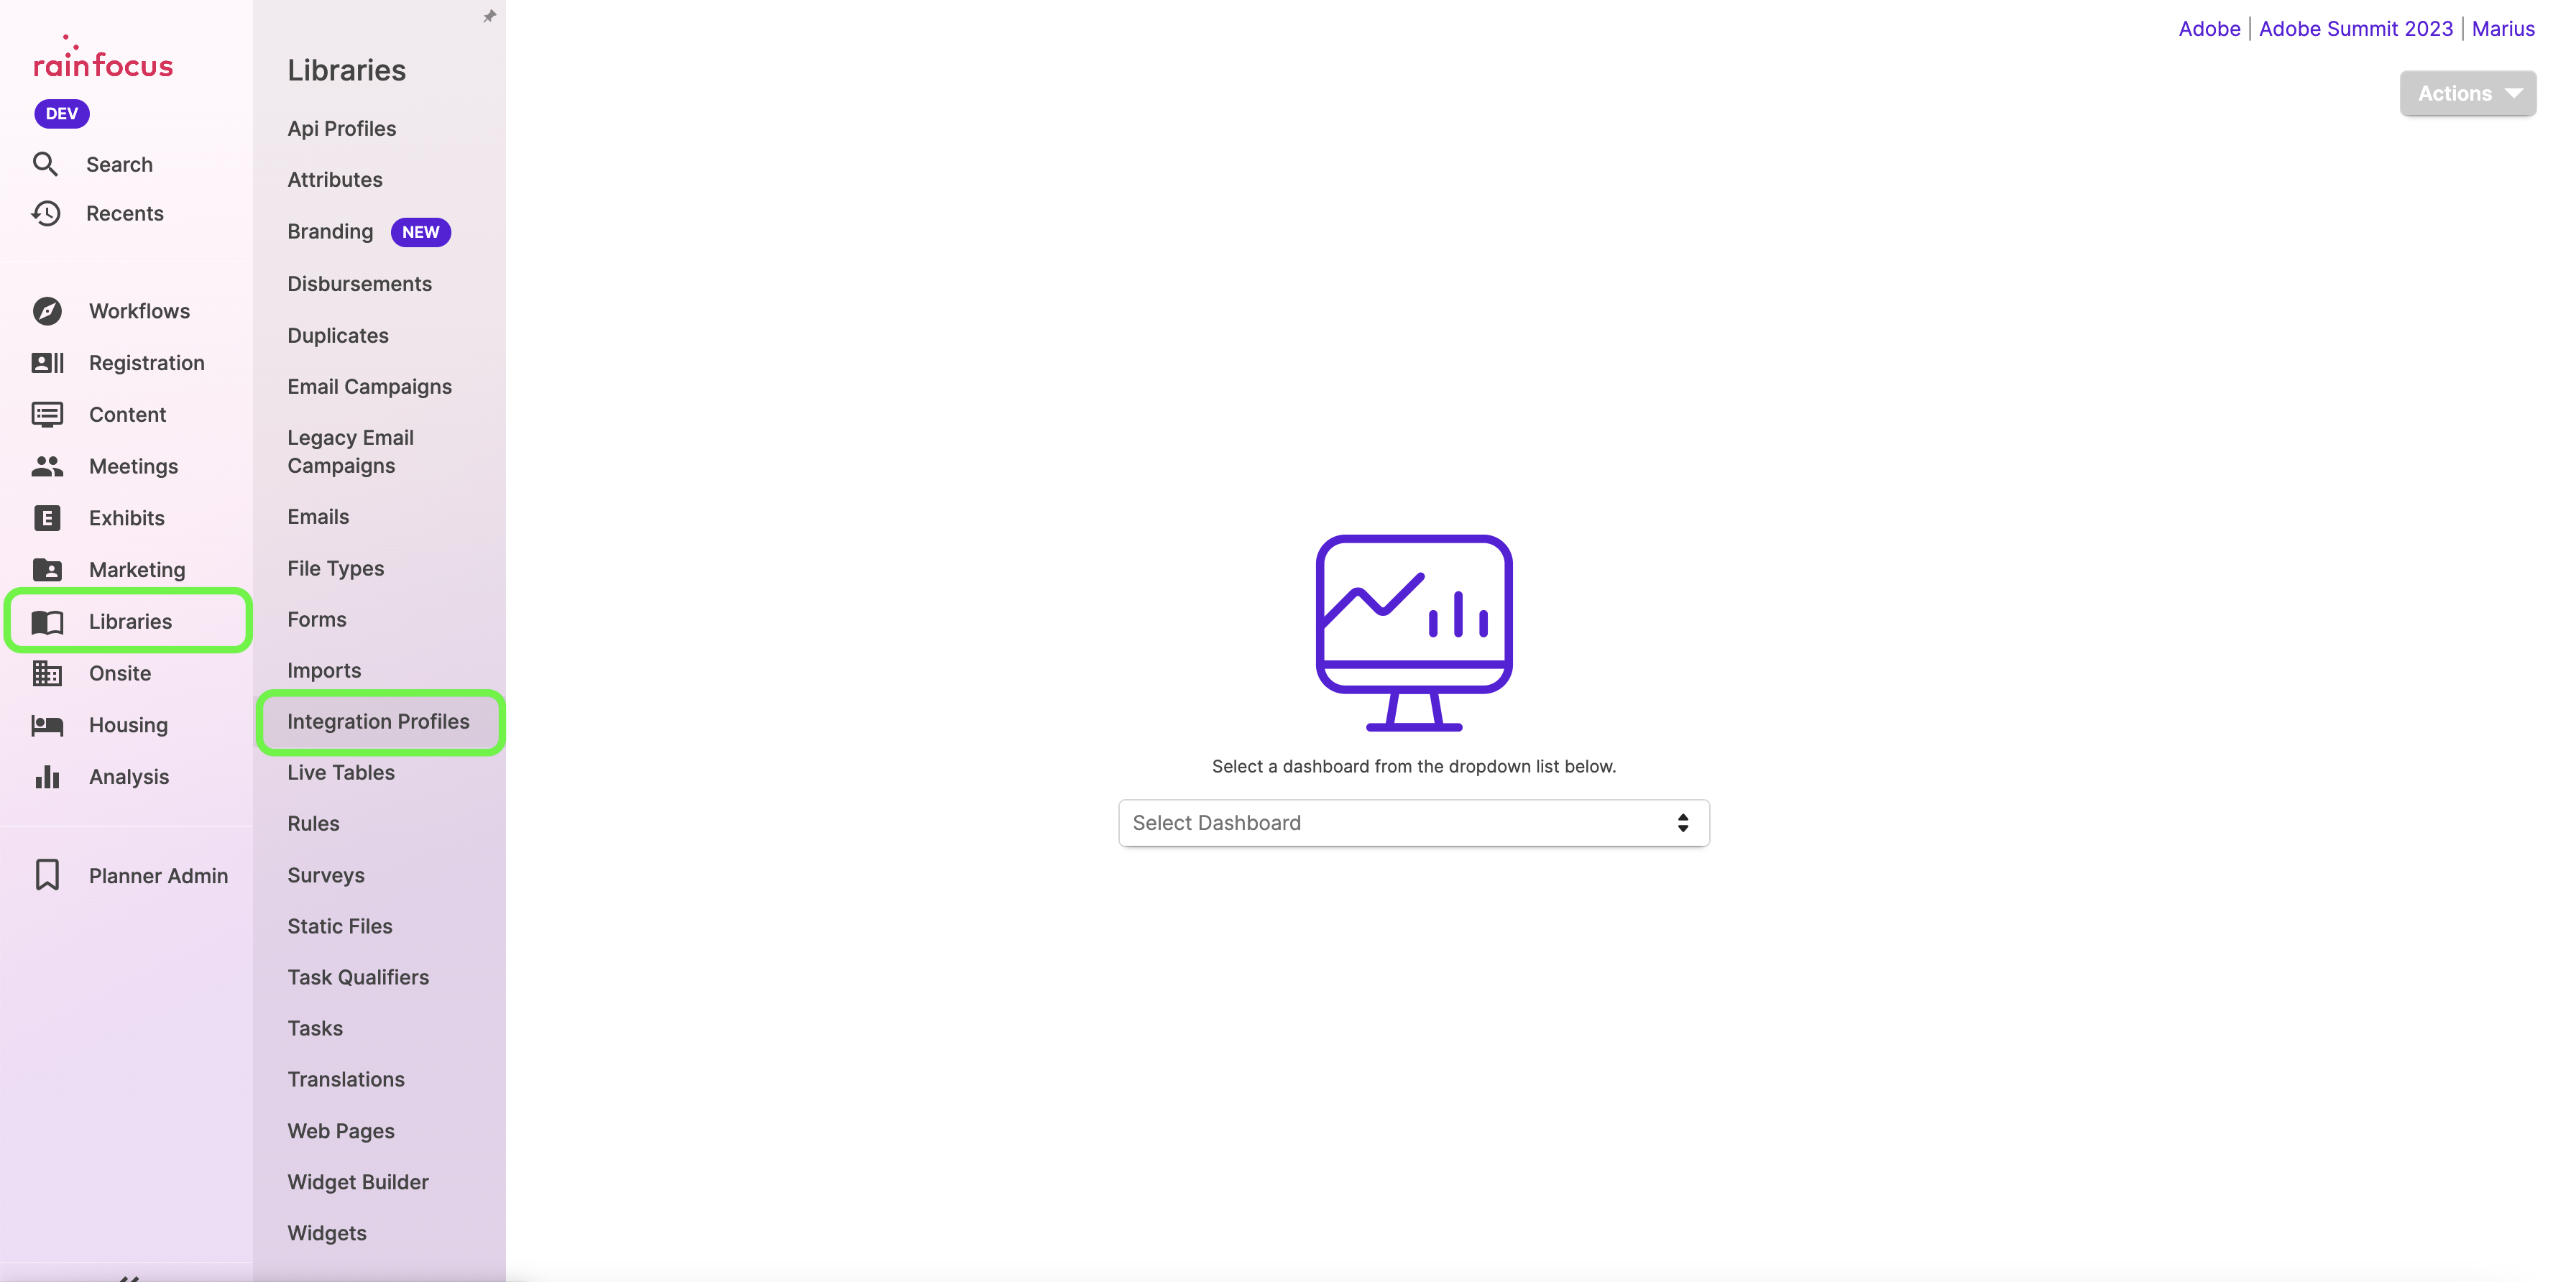 rainfocus
DEV
Search
Recents
Workflows
Registration
Content
Meetings
E
Exhibits
Marketing
Libraries
Onsite
Housing
Analysis
Planner Admin
Libraries
Api Profiles
Attributes
Branding NEW
Disbursements
Duplicates
Email Campaigns
Legacy Email
Campaigns
Emails
File Types
Forms
Imports
Integration Profiles
Live Tables
Rules
Surveys
Static Files
Task Qualifiers
Tasks
Translations
Web Pages
Widget Builder
Widgets
Adobe | Adobe Summit 2023 | Marius
Actions
Select a dashboard from the dropdown list below.
Select Dashboard